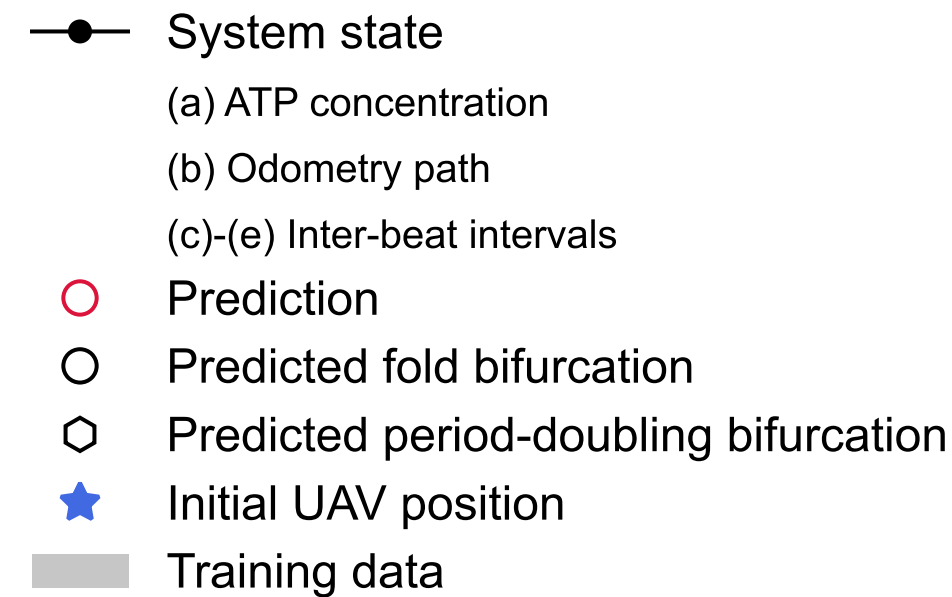 System state
(a) ATP concentration
(b) Odometry path
(c)-(e) Inter-beat intervals
Prediction
Predicted fold bifurcation
Predicted period-doubling bifurcation
Initial UAV position
Training data